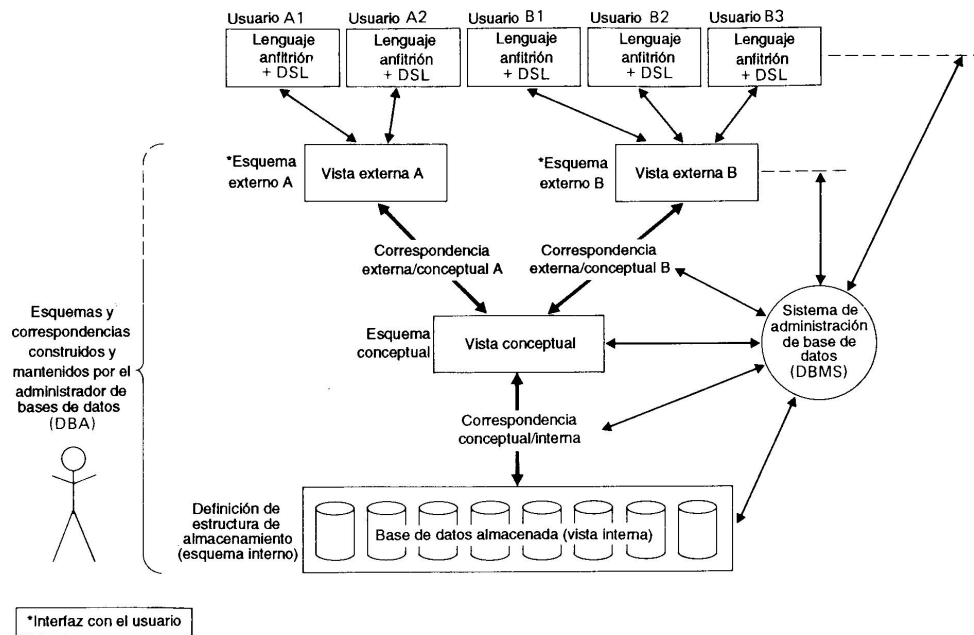 Usuario A1
Usuario A2
Usuario B1
Usuario B2
Usuario B3
Lenguaje
anfitrión
+ DSL
Lenguaje
anfitrión
+ DSL
Lenguaje
anfitrión
+ DSL
Lenguaje
anfitrión
+ DSL
Lenguaje
anfitrión
+ DSL
*Esquema
externo A
Vista externa A
*Esquema
externo B
Vista externa B
Correspondencia
externa/conceptual A
Correspondencia
externa/conceptual B
Esquemas y
correspondencias
construidos y
mantenidos por el
administrador de
bases de datos
(DBA)
Esquema
conceptual
Vista conceptual
Sistema de
administración
de base de
datos
(DBMS)
Correspondencia
conceptual/interna
Definición de
estructura de
almacenamiento
(esquema interno)
Base de datos almacenada (vista interna)
*Interfaz con el usuario